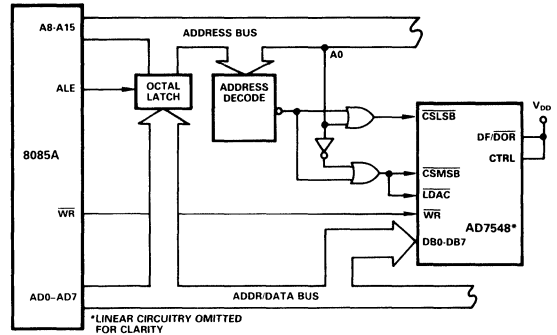 A8-A15
ADDRESS BUS
A0
ALE
OCTAL
LATCH
ADDRESS
DECODE
8085A
WR
AD0–AD7
ADDR/DATA BUS
*LINEAR CIRCUITRY OMITTED
FOR CLARITY
VDD
CSLSB
DF/DOR
CTRL
CSMSB
LDAC
WR
AD7548*
DB0-DB7